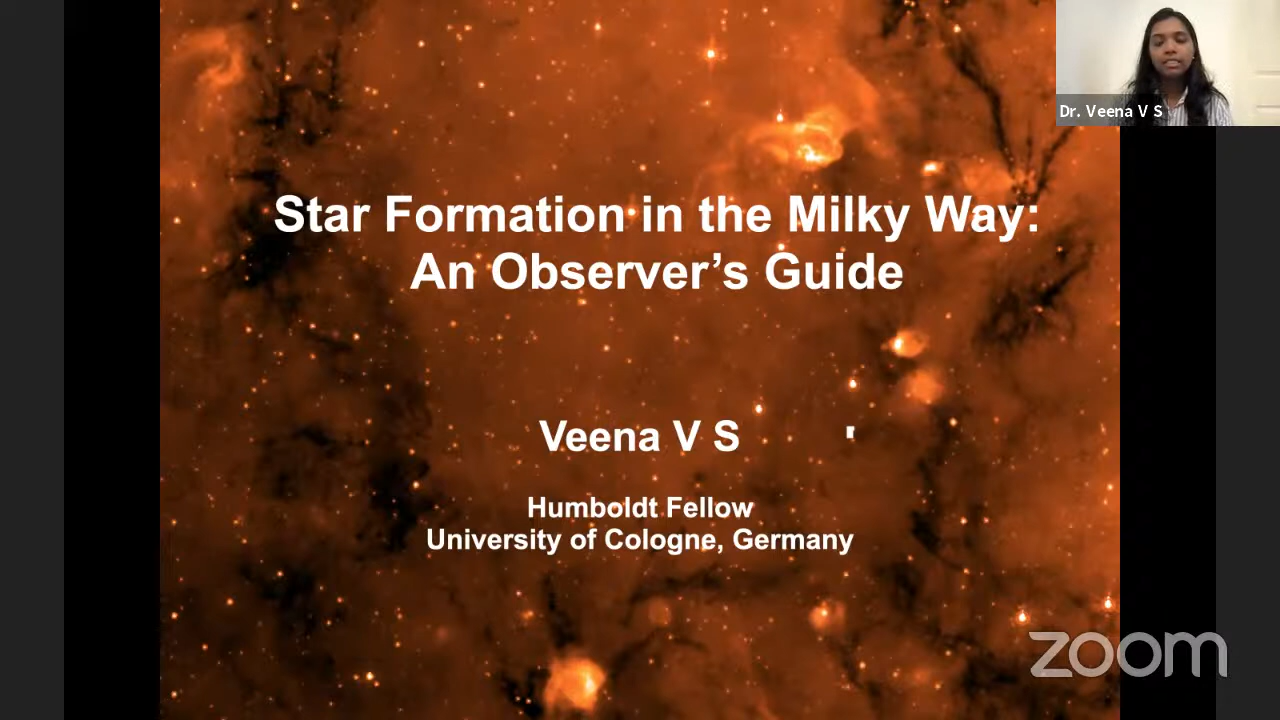 Dr. Veena V S
Star Formation in the Milky Way:
An Observer's Guide
Veena V S
Humboldt Fellow
University of Cologne, Germany
zoom